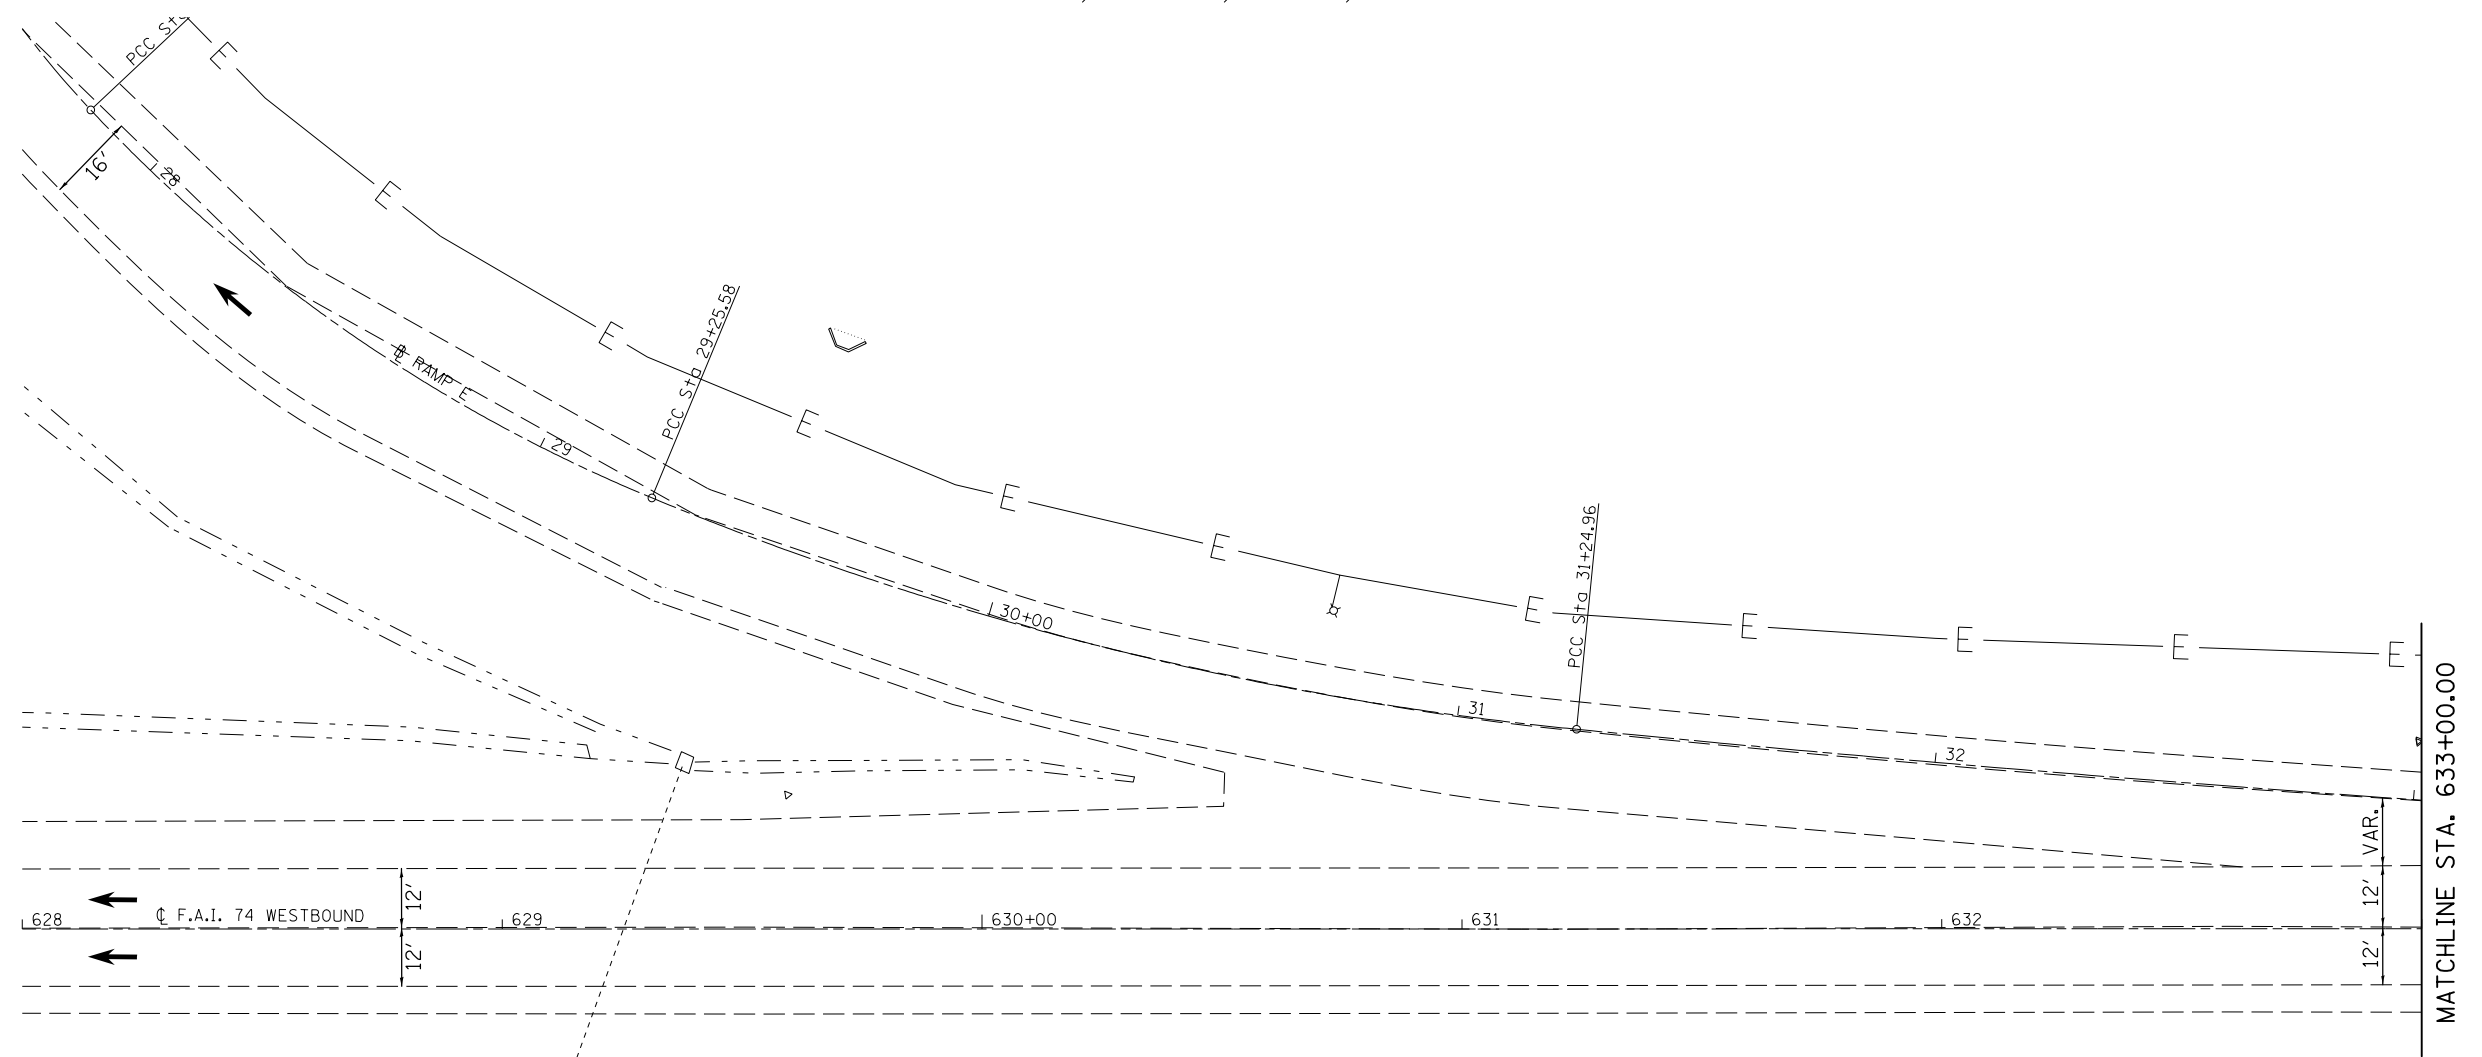 PCC Sta
E
16'
28
E
E
PCC Sta 29+25.58
℄ RAMP E
E
29
E
E
30+00
PCC Sta 31+24.96
E
E
E
E
E
31
32
MATCHLINE STA. 633+00.00
VAR.
12'
12'
12'
12'
℄ F.A.I. 74 WESTBOUND
628
629
630+00
631
632